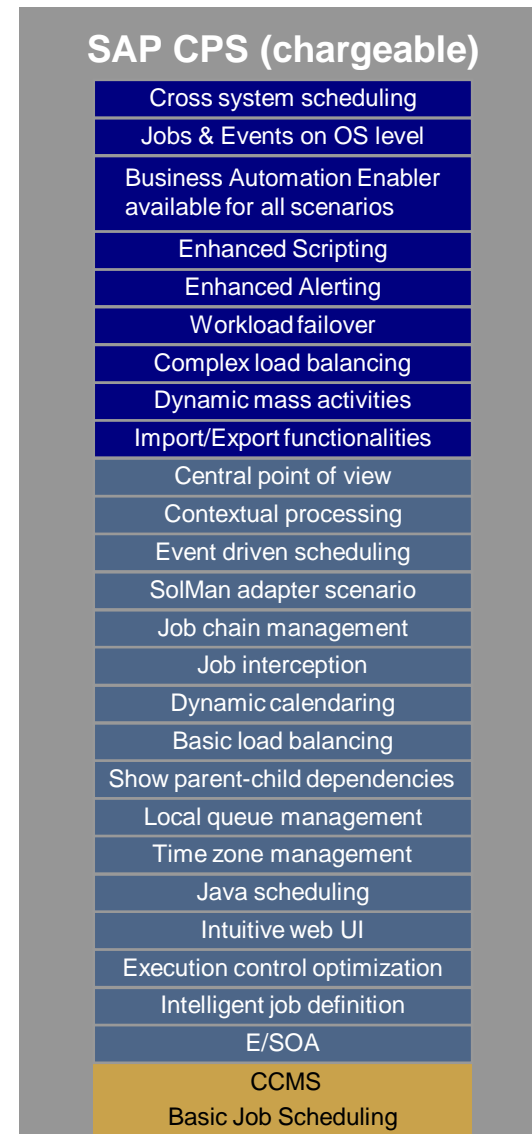 SAP CPS (chargeable)
Cross system scheduling
Jobs & Events on OS level
Business Automation Enabler
available for all scenarios
Enhanced Scripting
Enhanced Alerting
Workload failover
Complex load balancing
Dynamic mass activities
Import/Export functionalities
Central point of view
Contextual processing
Event driven scheduling
SolMan adapter scenario
Job chain management
Job interception
Dynamic calendaring
Basic load balancing
Show parent-child dependencies
Local queue management
Time zone management
Java scheduling
Intuitive web UI
Execution control optimization
Intelligent job definition
E/SOA
CCMS
Basic Job Scheduling